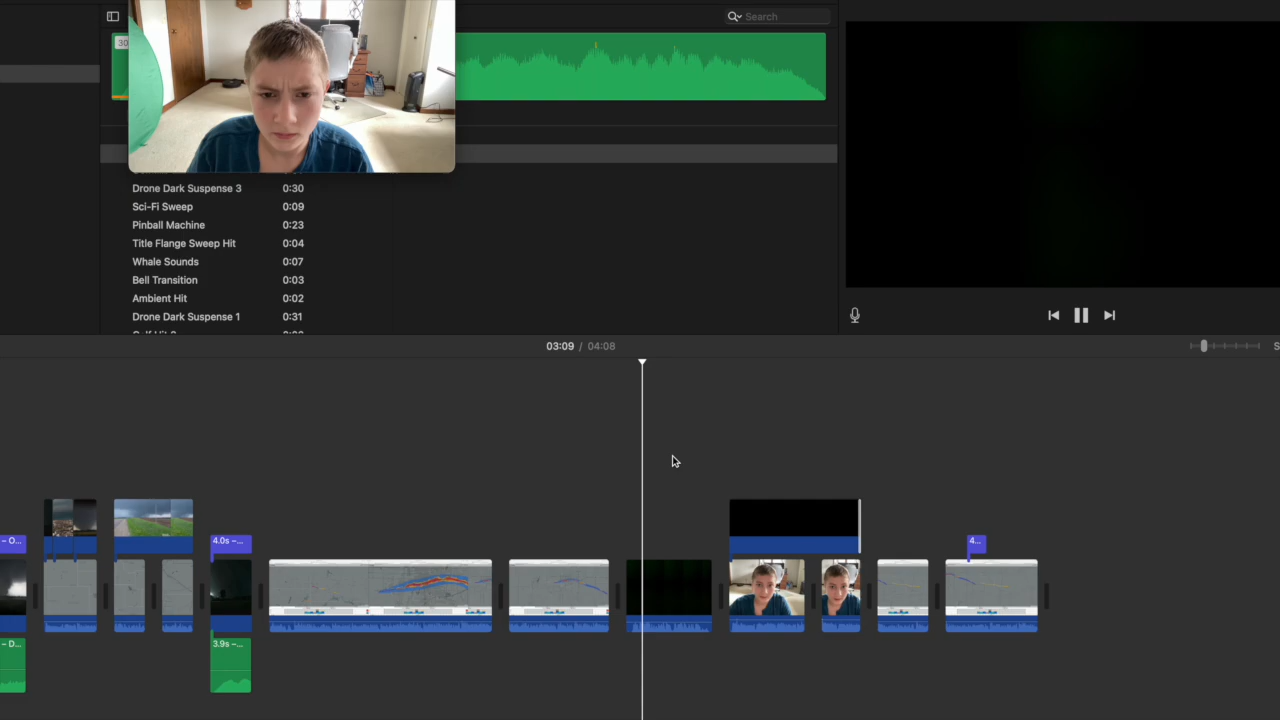 Search
30
Drone Dark Suspense 3 0:30
Sci-Fi Sweep 0:09
Pinball Machine 0:23
Title Flange Sweep Hit 0:04
Whale Sounds 0:07
Bell Transition 0:03
Ambient Hit 0:02
Drone Dark Suspense 1 0:31
03:09 / 04:08
S
– O...
4.0s –...
4...
– D...
3.9s –...